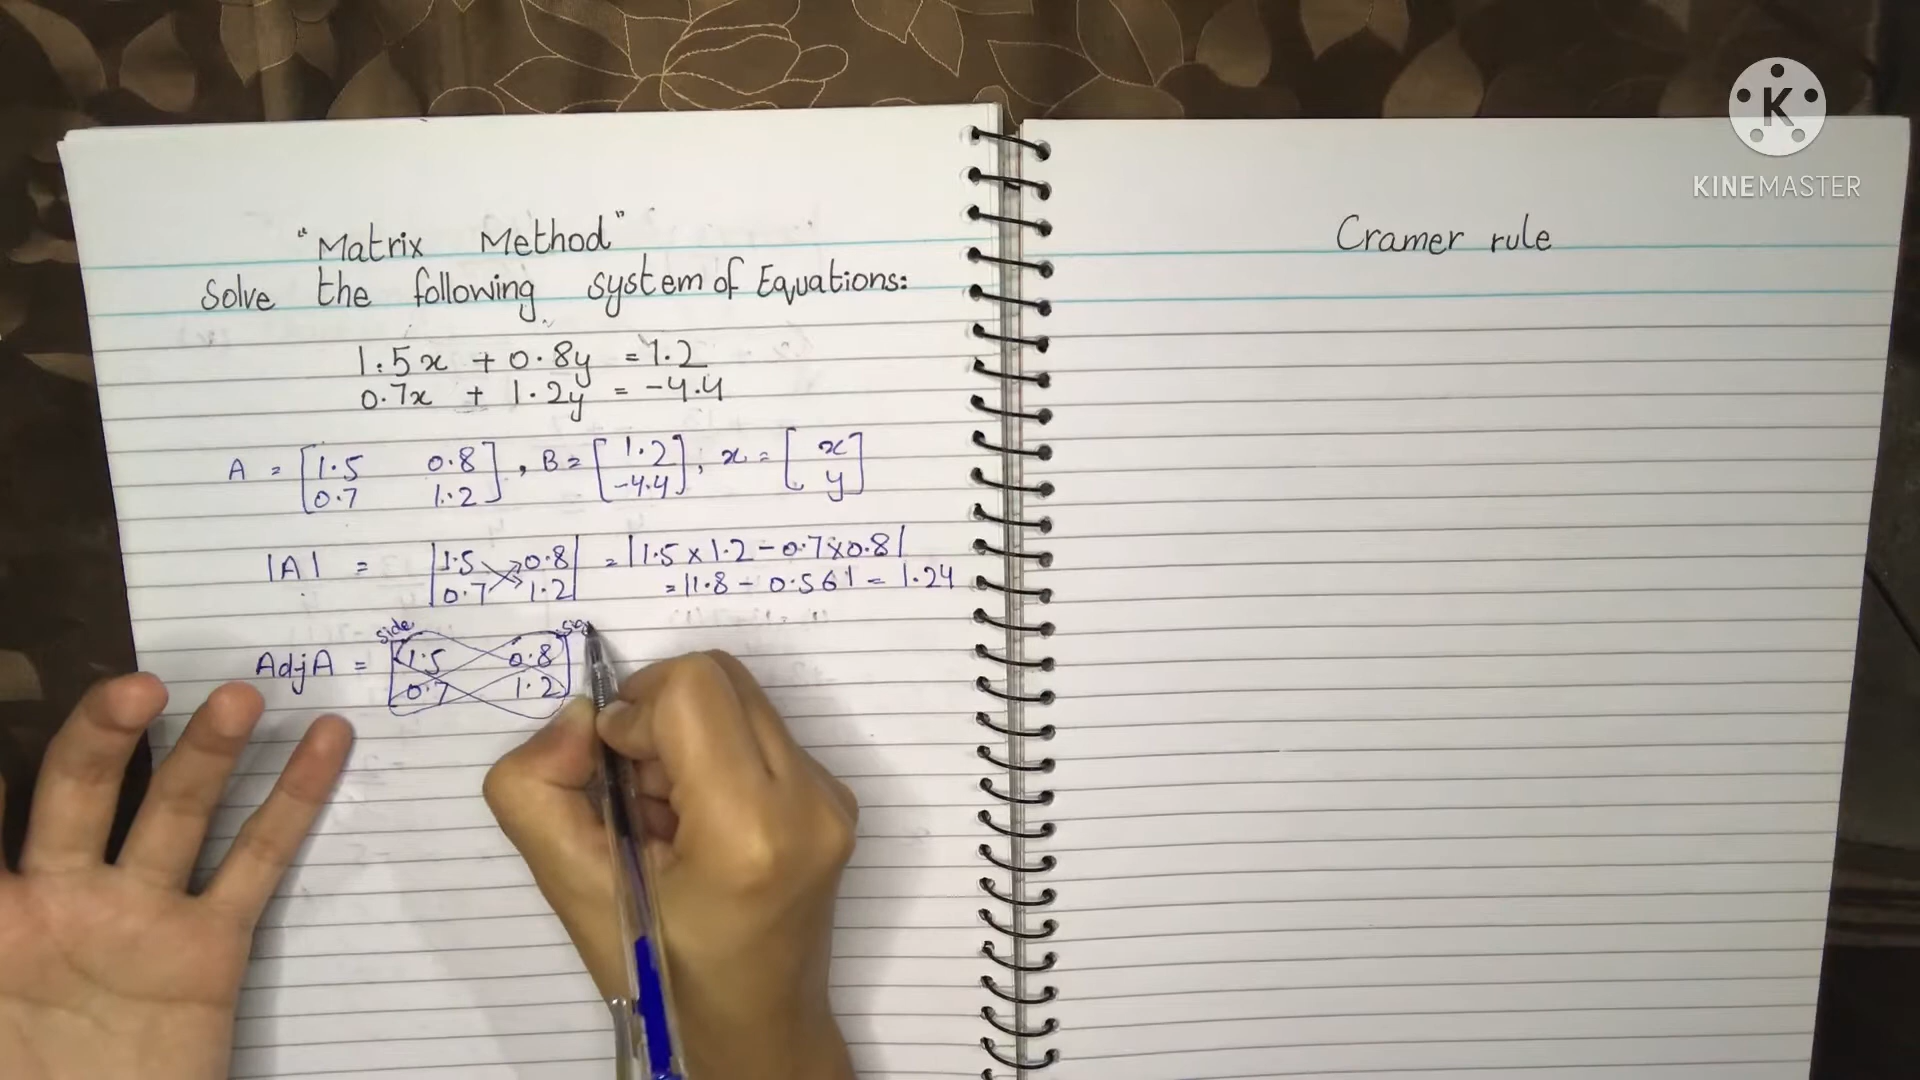 "Matrix Method"
Solve the following system of Equations:
1.5x + 0.8y = 1.2
0.7x + 1.2y = -4.4
A = [1.5 0.8
0.7 1.2], B = [1.2
-4.4]; x = [x
y]
|A| = |1.5 0.8
0.7 1.2| = |1.5 x 1.2 - 0.7 x 0.8|
= |1.8 - 0.56| = 1.24
side
AdjA = [1.5 0.8
0.7 1.2]
Cramer rule
K
KINEMASTER